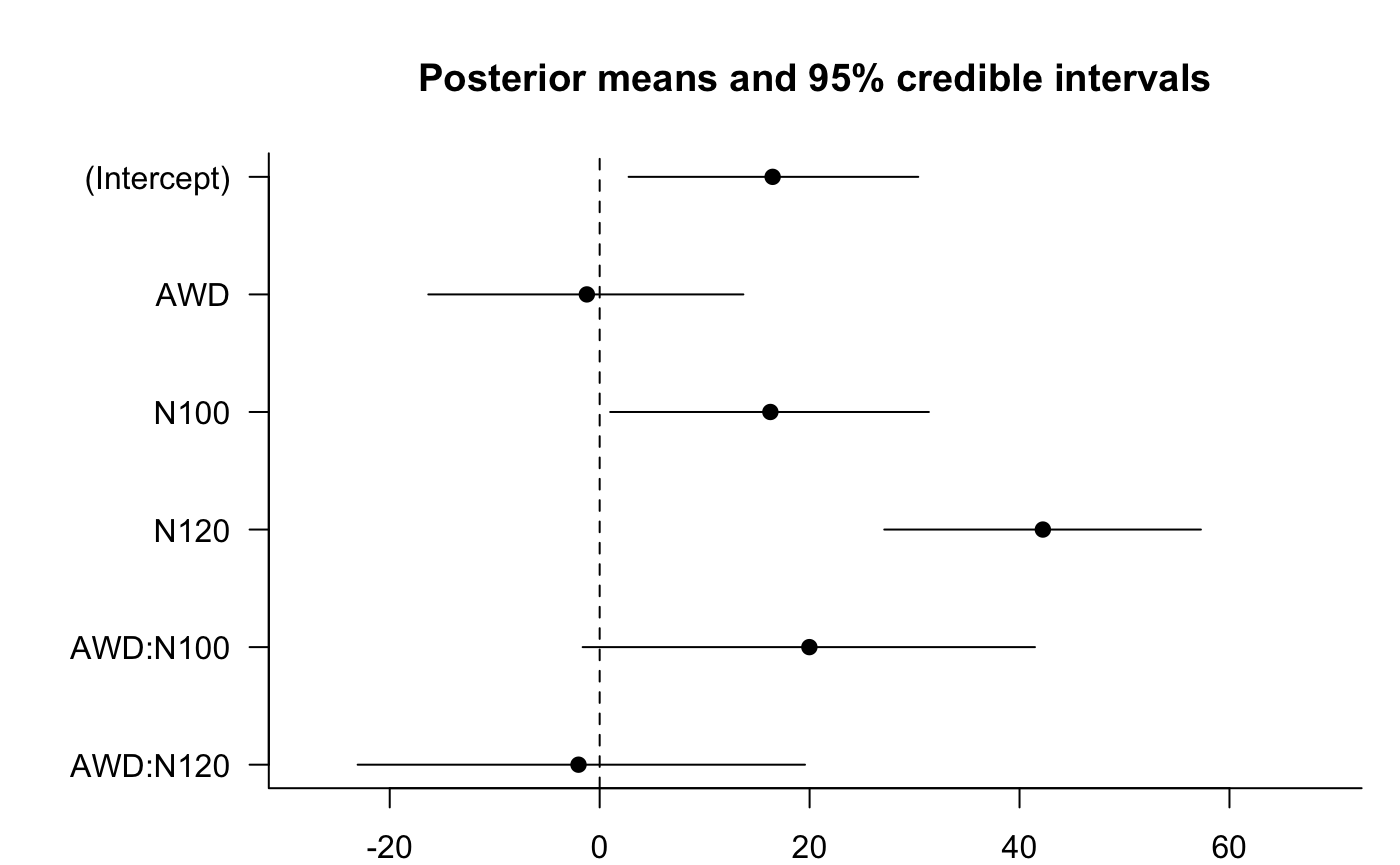 Posterior means and 95% credible intervals
(Intercept)
AWD
N100
N120
AWD:N100
AWD:N120
-20 0 20 40 60